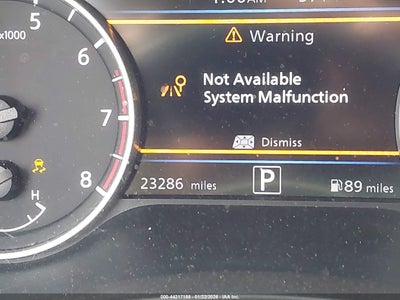 5
x1000
6
7
8
H
Warning
Not Available
System Malfunction
Dismiss
23286 miles
P
89 miles